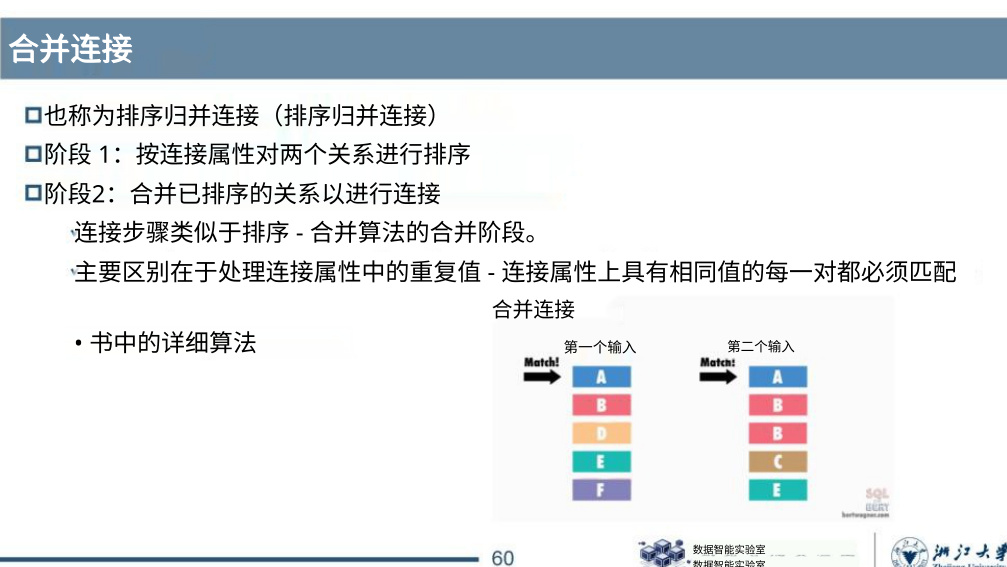 合并连接
也称为排序归并连接（排序归并连接）
阶段 1：按连接属性对两个关系进行排序
阶段2：合并已排序的关系以进行连接
连接步骤类似于排序 - 合并算法的合并阶段。
主要区别在于处理连接属性中的重复值 - 连接属性上具有相同值的每一对都必须匹配
合并连接
• 书中的详细算法
第一个输入
第二个输入
Match!
Match!
A
A
B
B
D
B
E
C
F
E
SQL
BERT
bertwagner.com
60
数据智能实验室
数据智能实验室
浙江大学
Zhejiang University